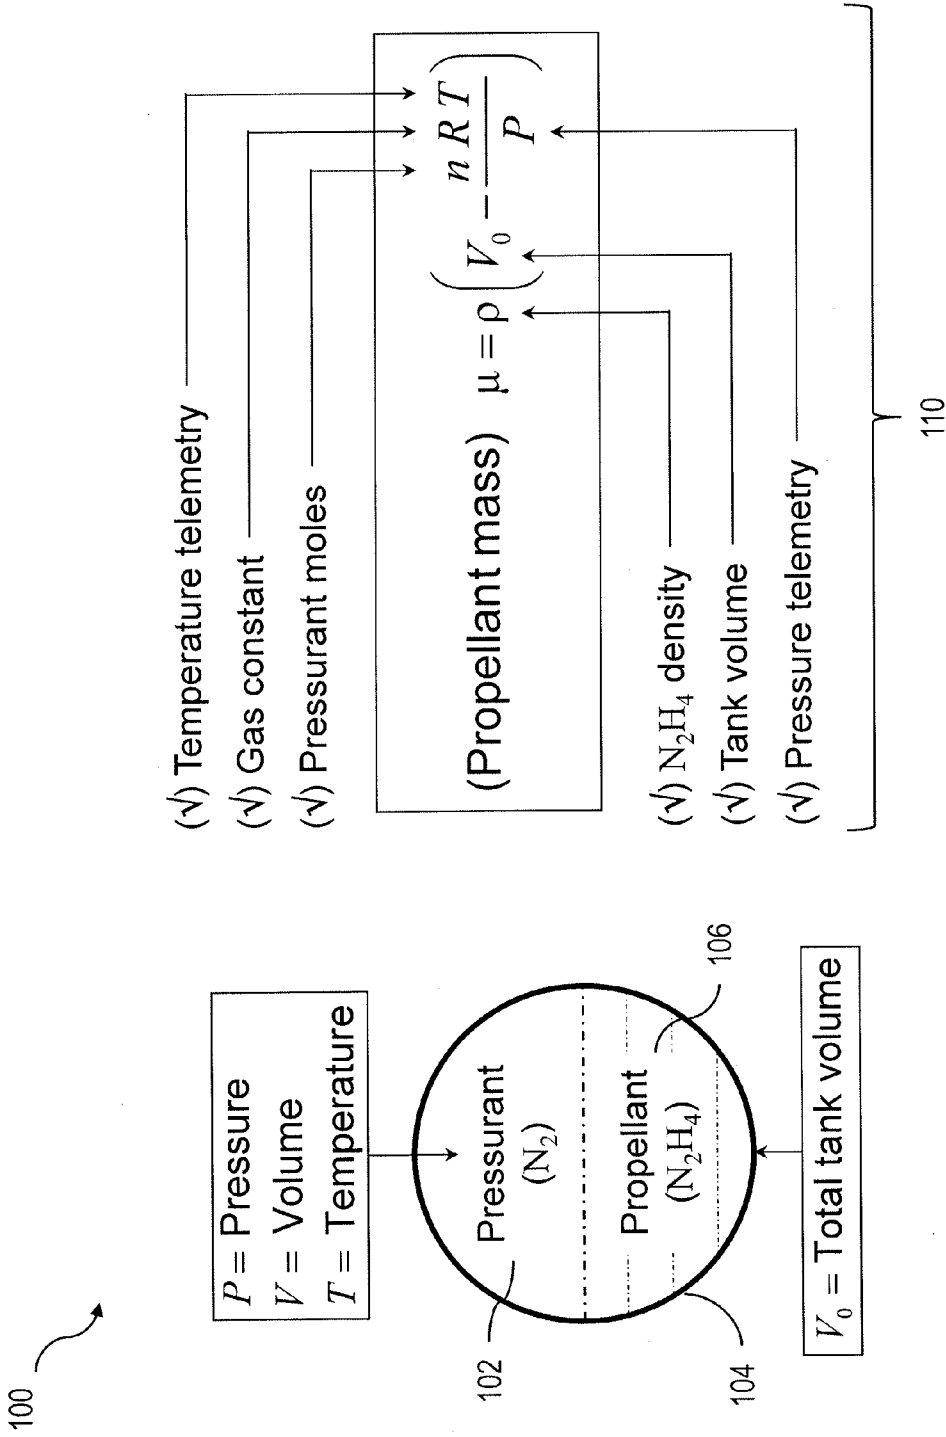 100
P = Pressure
V = Volume
T = Temperature
Pressurant
(N₂)
Propellant
(N₂H₄)
102
104
106
V₀ = Total tank volume
(√) Temperature telemetry
(√) Gas constant
(√) Pressurant moles
(Propellant mass) μ = ρ ( V₀ - n R T / P )
(√) N₂H₄ density
(√) Tank volume
(√) Pressure telemetry
110